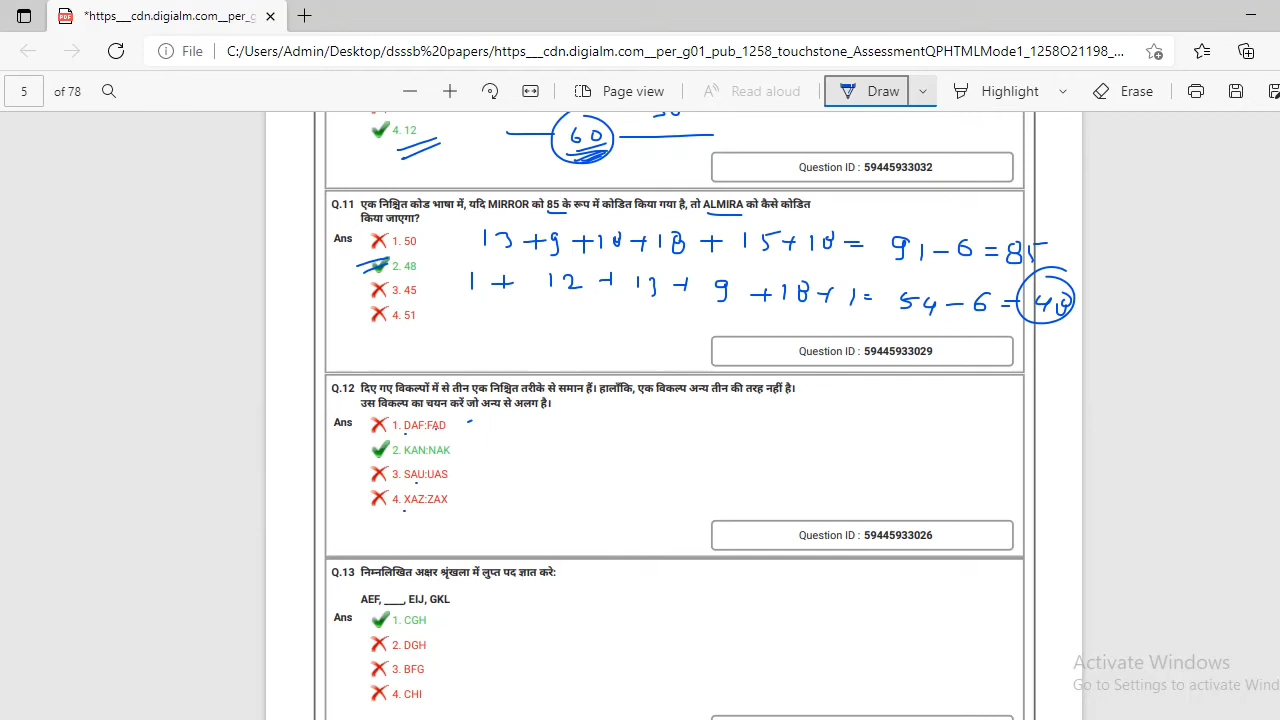 *https___cdn.digialm.com__per_g
File
C:/Users/Admin/Desktop/dsssb%20papers/https___cdn.digialm.com__per_g01_pub_1258_touchstone_AssessmentQPHTMLMode1_1258O21198_...
5 of 78
Page view
Read aloud
Draw
Highlight
Erase
4. 12
60
Question ID : 59445933032
Q.11 एक निश्चित कोड भाषा में, यदि MIRROR को 85 के रूप में कोडित किया गया है, तो ALMIRA को कैसे कोडित
किया जाएगा?
Ans
1. 50
13 + 9 + 18 + 18 + 15 + 18 = 91 - 6 = 85
2. 48
1 + 12 + 13 + 9 + 18 + 1 = 54 - 6 = 48
3. 45
4. 51
Question ID : 59445933029
Q.12 दिए गए विकल्पों में से तीन एक निश्चित तरीके से समान हैं। हालाँकि, एक विकल्प अन्य तीन की तरह नहीं है।
उस विकल्प का चयन करें जो अन्य से अलग है।
Ans
1. DAF:FAD
2. KAN:NAK
3. SAU:UAS
4. XAZ:ZAX
Question ID : 59445933026
Q.13 निम्नलिखित अक्षर श्रृंखला में लुप्त पद ज्ञात करे:
AEF, ____, EIJ, GKL
Ans
1. CGH
2. DGH
3. BFG
4. CHI
Activate Windows
Go to Settings to activate Wind